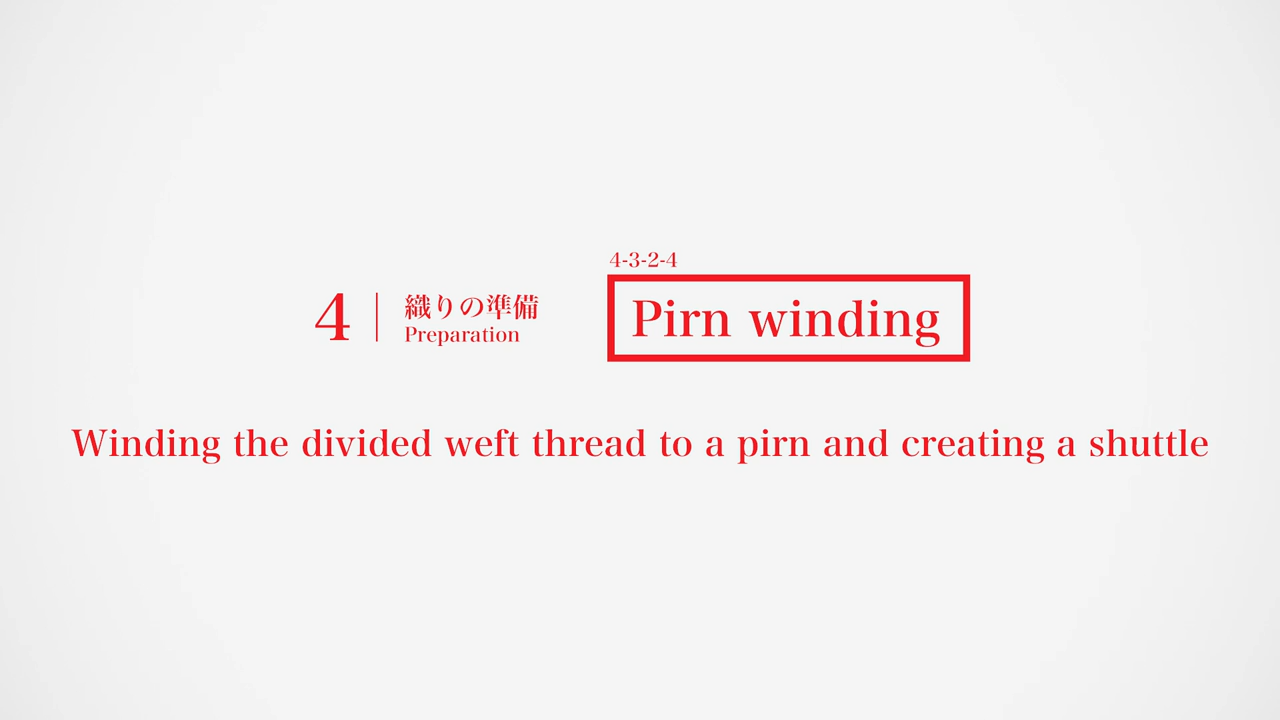 4
織りの準備
Preparation
4-3-2-4
Pirn winding
Winding the divided weft thread to a pirn and creating a shuttle